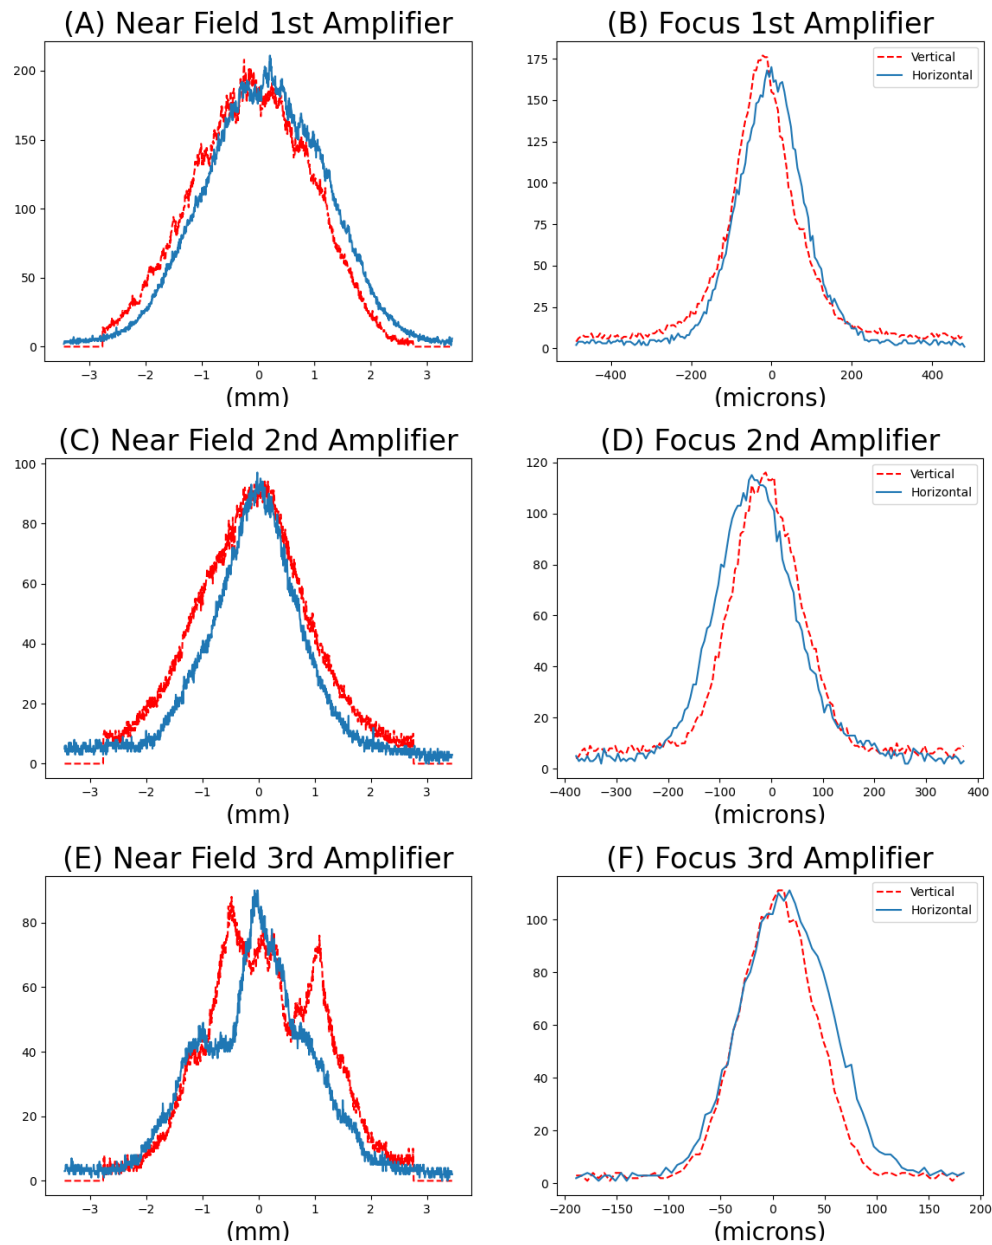 (A) Near Field 1st Amplifier
200
150
100
50
0
−3 −2 −1 0 1 2 3
(mm)
(B) Focus 1st Amplifier
Vertical
Horizontal
175
150
125
100
75
50
25
0
−400 −200 0 200 400
(microns)
(C) Near Field 2nd Amplifier
100
80
60
40
20
0
−3 −2 −1 0 1 2 3
(mm)
(D) Focus 2nd Amplifier
Vertical
Horizontal
120
100
80
60
40
20
0
−400 −300 −200 −100 0 100 200 300 400
(microns)
(E) Near Field 3rd Amplifier
80
60
40
20
0
−3 −2 −1 0 1 2 3
(mm)
(F) Focus 3rd Amplifier
Vertical
Horizontal
100
80
60
40
20
0
−200 −150 −100 −50 0 50 100 150 200
(microns)